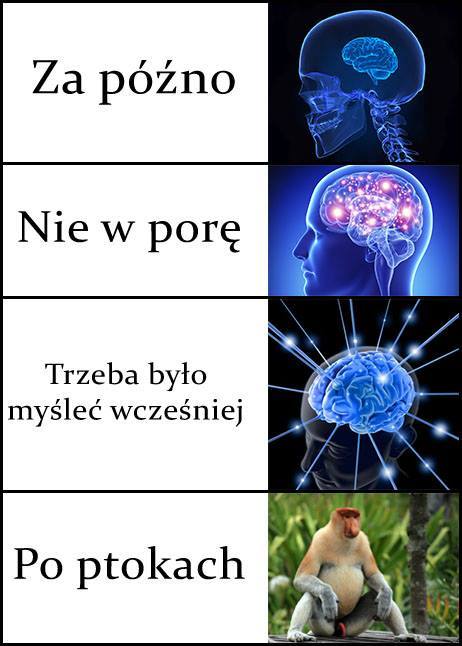 Za późno
Nie w porę
Trzeba było
myśleć wcześniej
Po ptokach